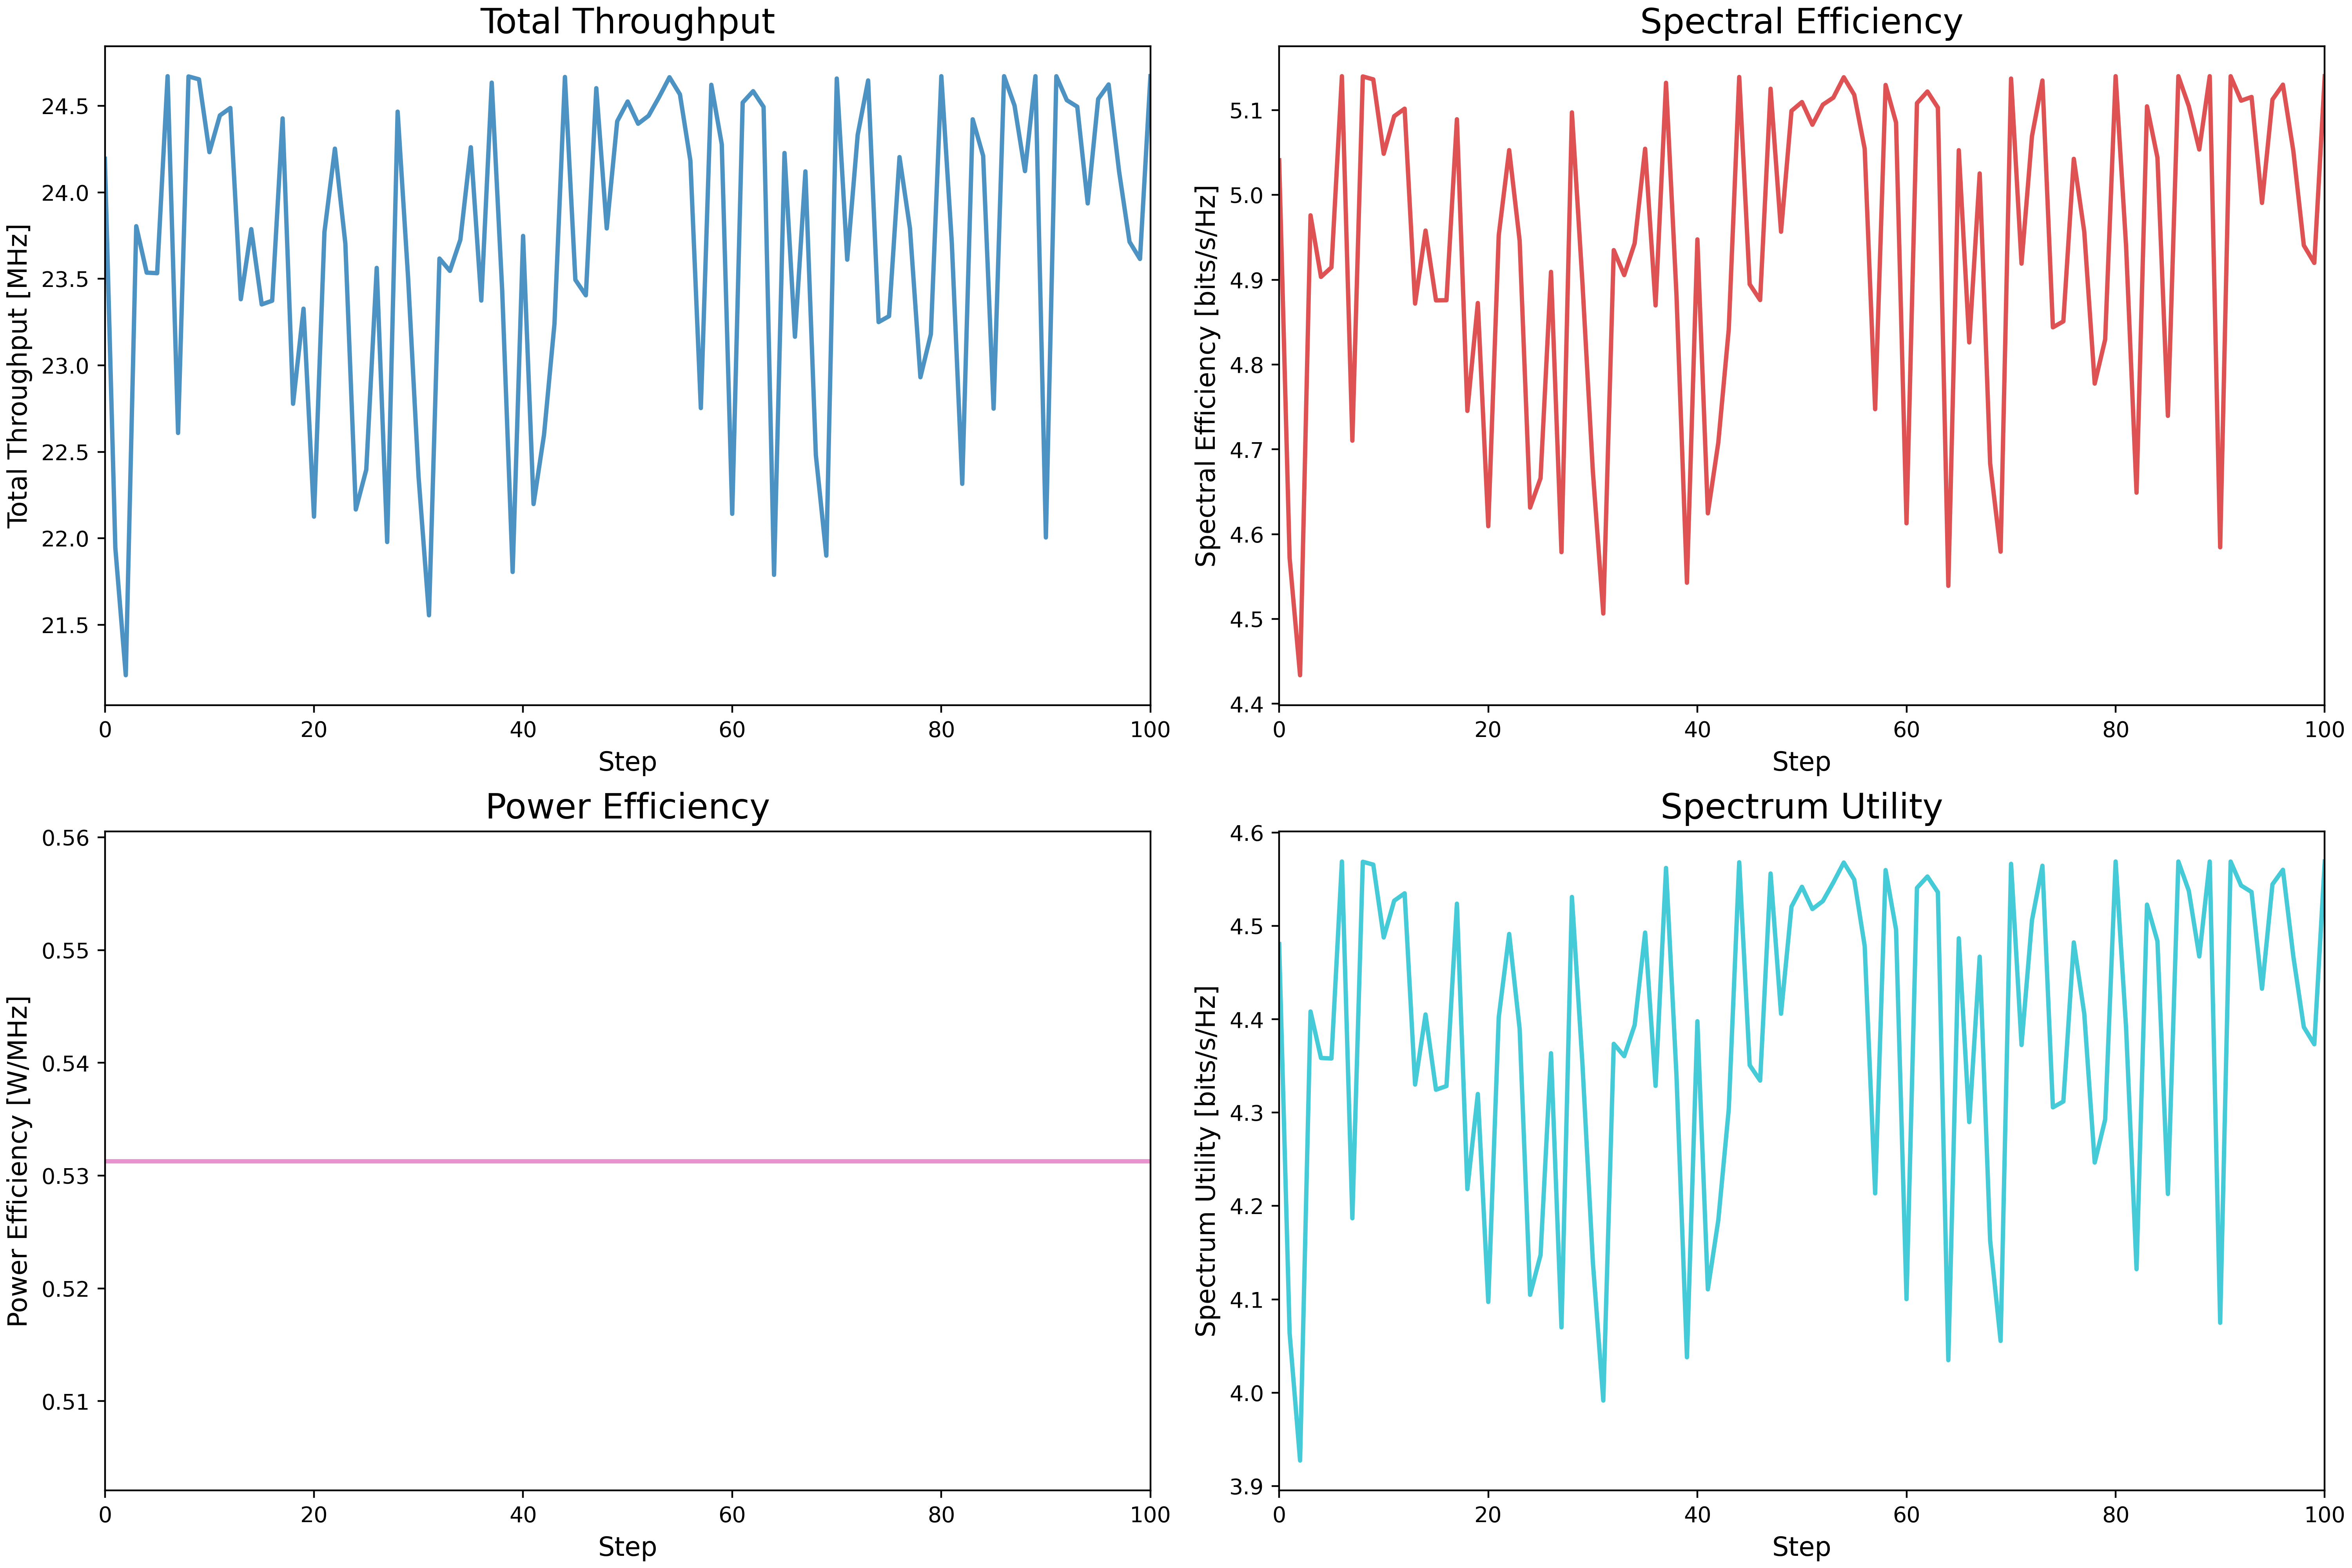 Total Throughput
Total Throughput [MHz]
24.5
24.0
23.5
23.0
22.5
22.0
21.5
0 20 40 60 80 100
Step
Spectral Efficiency
Spectral Efficiency [bits/s/Hz]
5.1
5.0
4.9
4.8
4.7
4.6
4.5
4.4
0 20 40 60 80 100
Step
Power Efficiency
Power Efficiency [W/MHz]
0.56
0.55
0.54
0.53
0.52
0.51
0 20 40 60 80 100
Step
Spectrum Utility
Spectrum Utility [bits/s/Hz]
4.6
4.5
4.4
4.3
4.2
4.1
4.0
3.9
0 20 40 60 80 100
Step